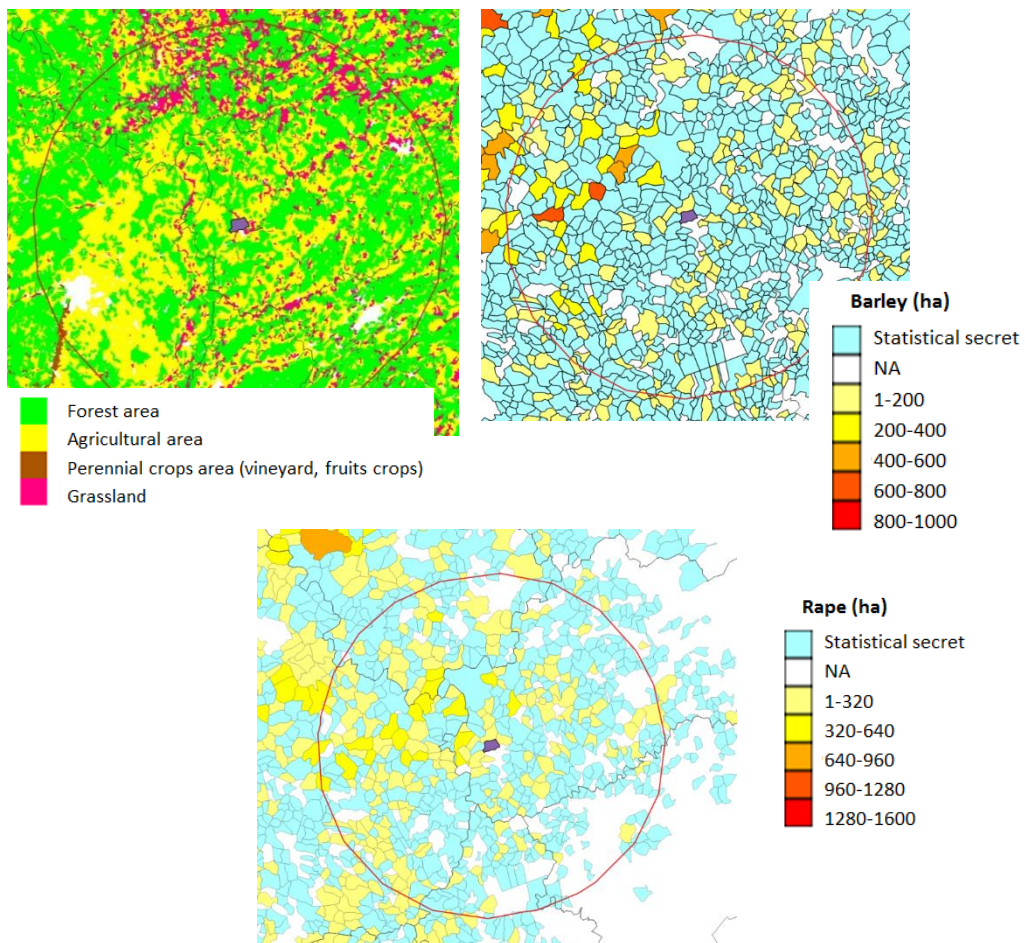 Forest area
Agricultural area
Perennial crops area (vineyard, fruits crops)
Grassland
Barley (ha)
Statistical secret
NA
1-200
200-400
400-600
600-800
800-1000
Rape (ha)
Statistical secret
NA
1-320
320-640
640-960
960-1280
1280-1600